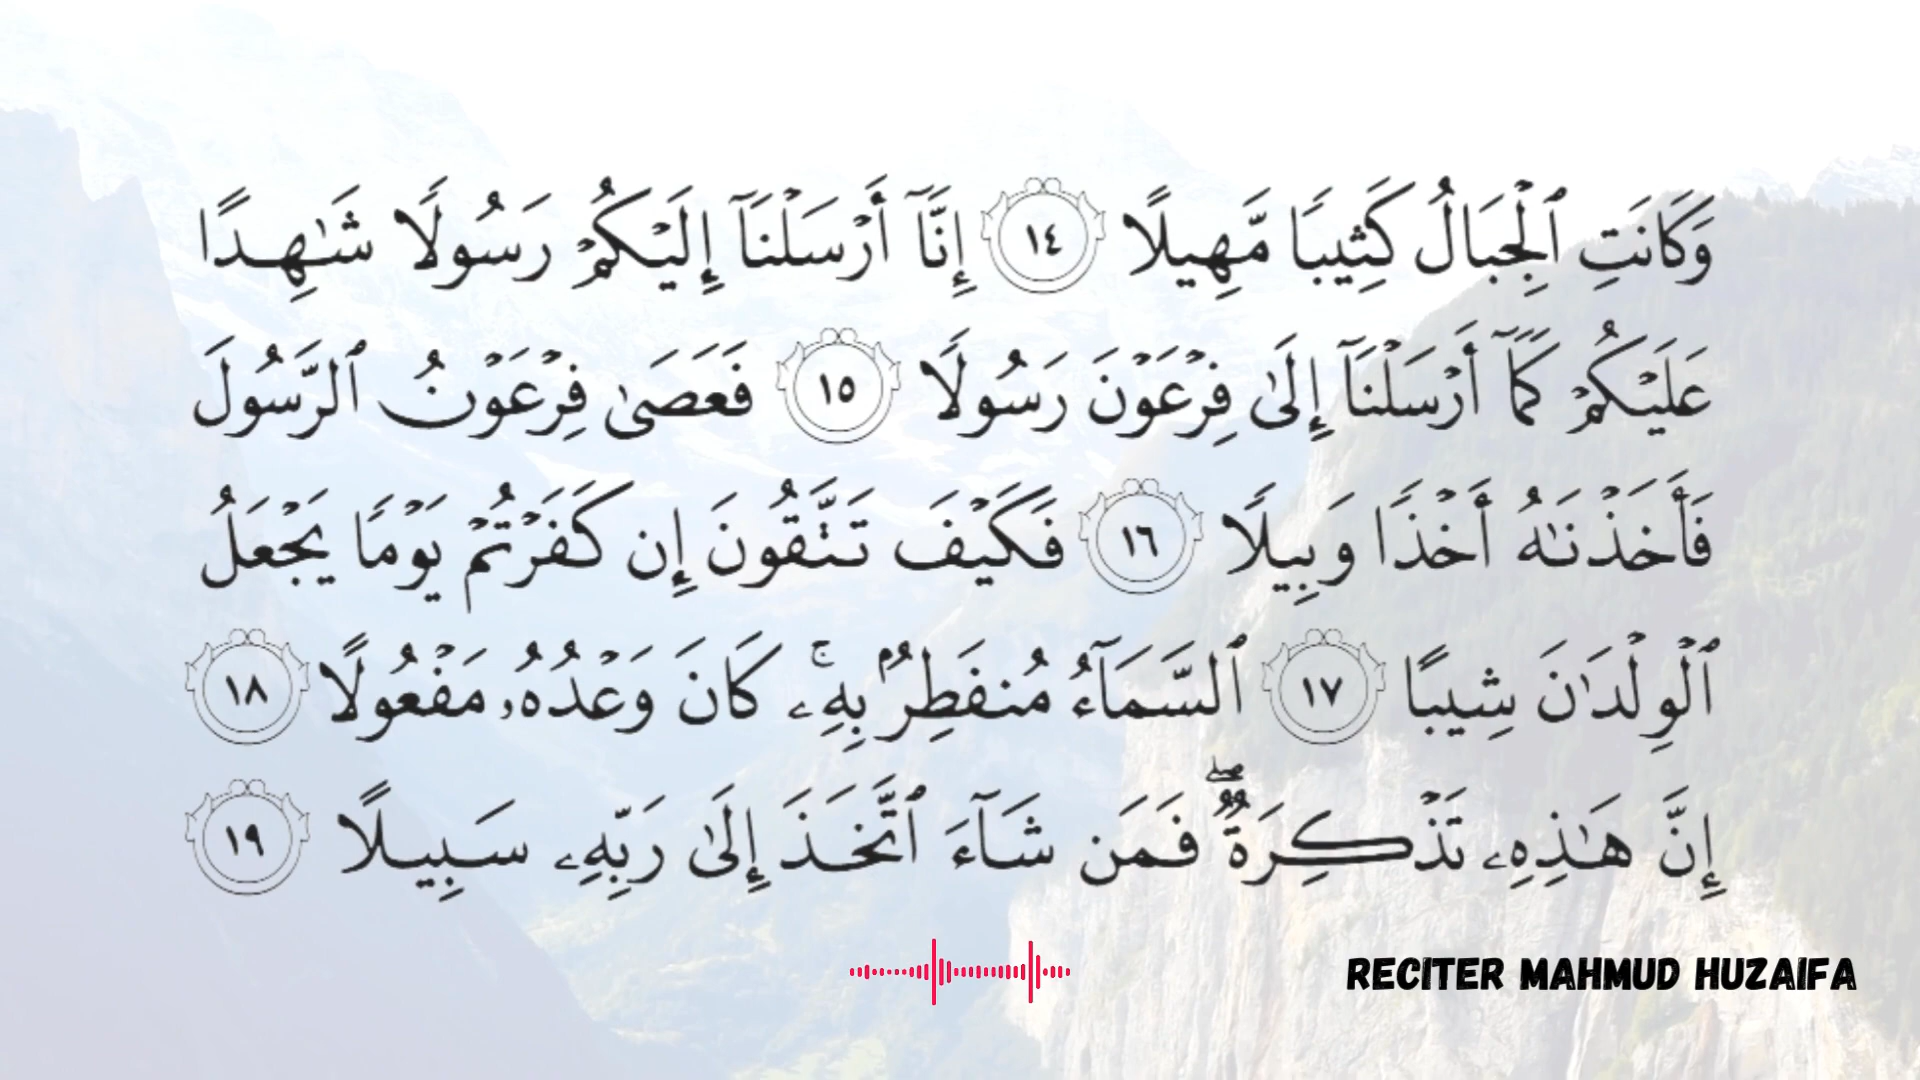 وَكَانَتِ ٱلْجِبَالُ كَثِيبًا مَّهِيلًا ١٤ إِنَّآ أَرْسَلْنَآ إِلَيْكُمْ رَسُولًا شَـٰهِدًا
عَلَيْكُمْ كَمَآ أَرْسَلْنَآ إِلَىٰ فِرْعَوْنَ رَسُولًا ١٥ فَعَصَىٰ فِرْعَوْنُ ٱلرَّسُولَ
فَأَخَذْنَـٰهُ أَخْذًا وَبِيلًا ١٦ فَكَيْفَ تَتَّقُونَ إِن كَفَرْتُمْ يَوْمًا يَجْعَلُ
ٱلْوِلْدَٰنَ شِيبًا ١٧ ٱلسَّمَآءُ مُنفَطِرٌۢ بِهِۦ ۚ كَانَ وَعْدُهُۥ مَفْعُولًا ١٨
إِنَّ هَـٰذِهِۦ تَذْكِرَةٌ ۖ فَمَن شَآءَ ٱتَّخَذَ إِلَىٰ رَبِّهِۦ سَبِيلًا ١٩
RECITER MAHMUD HUZAIFA